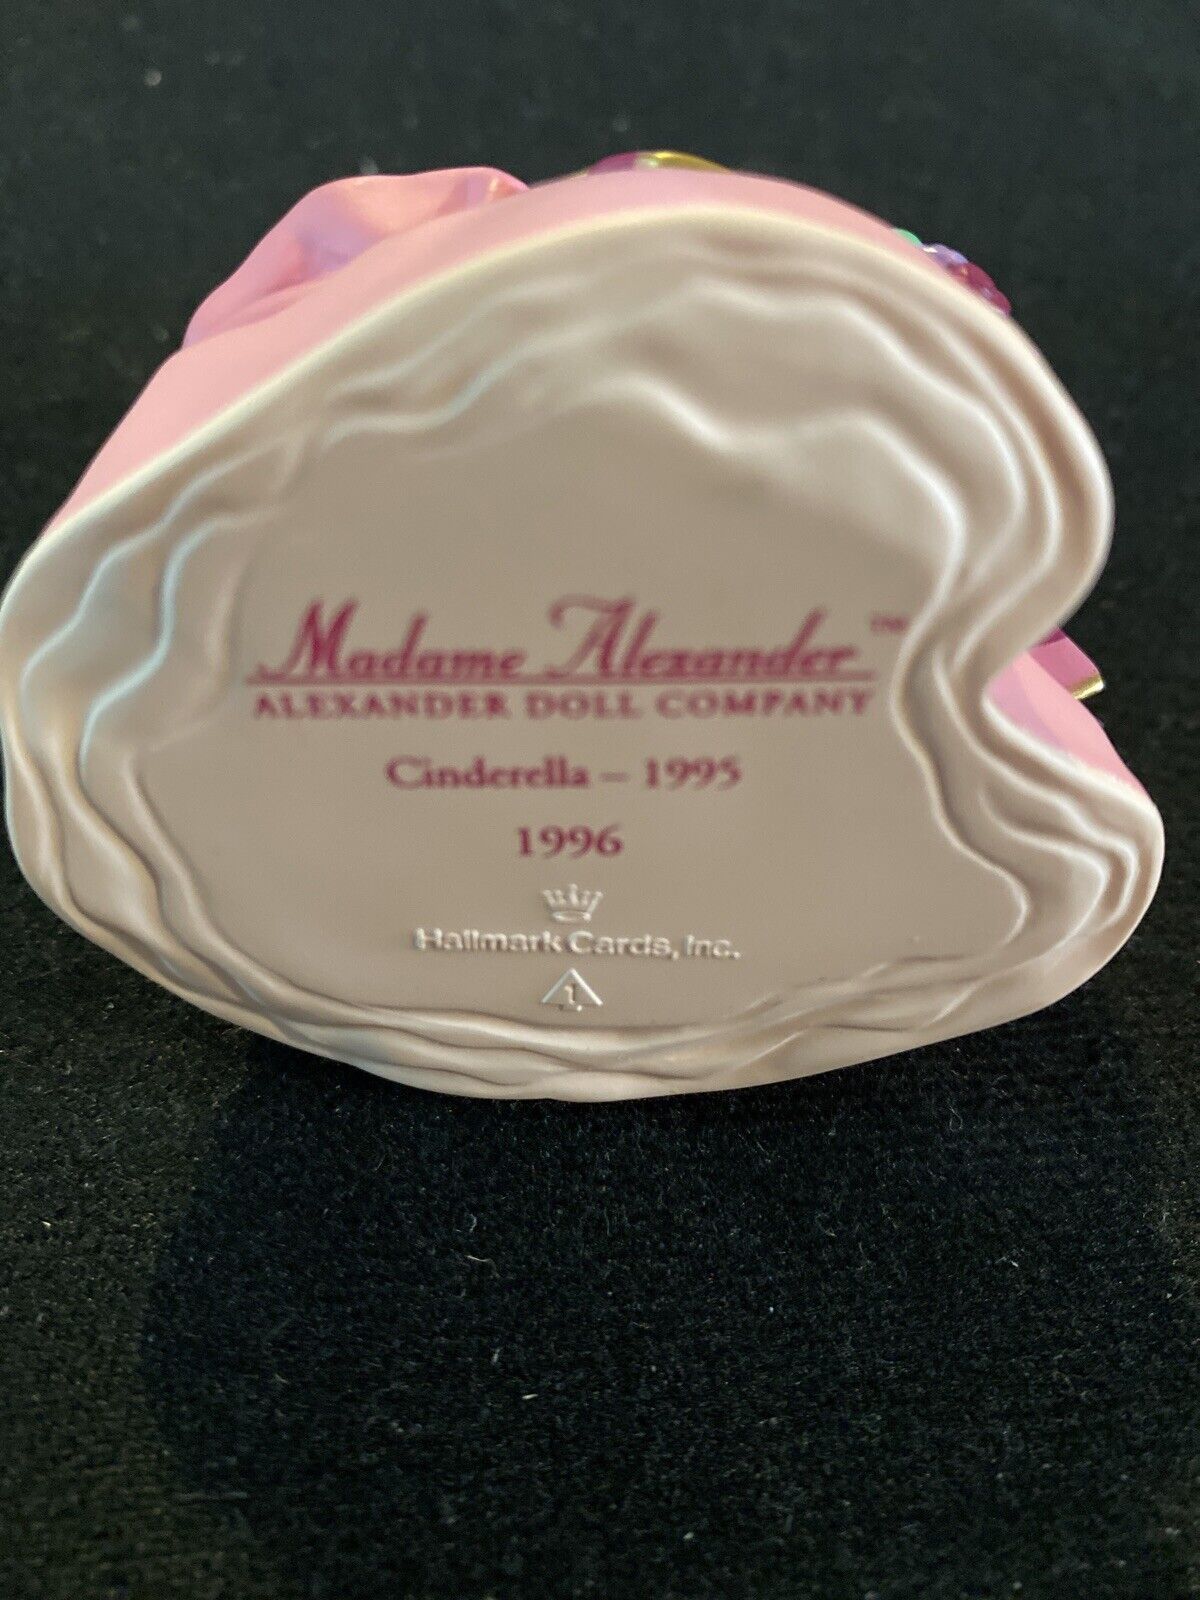 Madame Alexander™
ALEXANDER DOLL COMPANY
Cinderella – 1995
1996
Hallmark Cards, Inc.
1